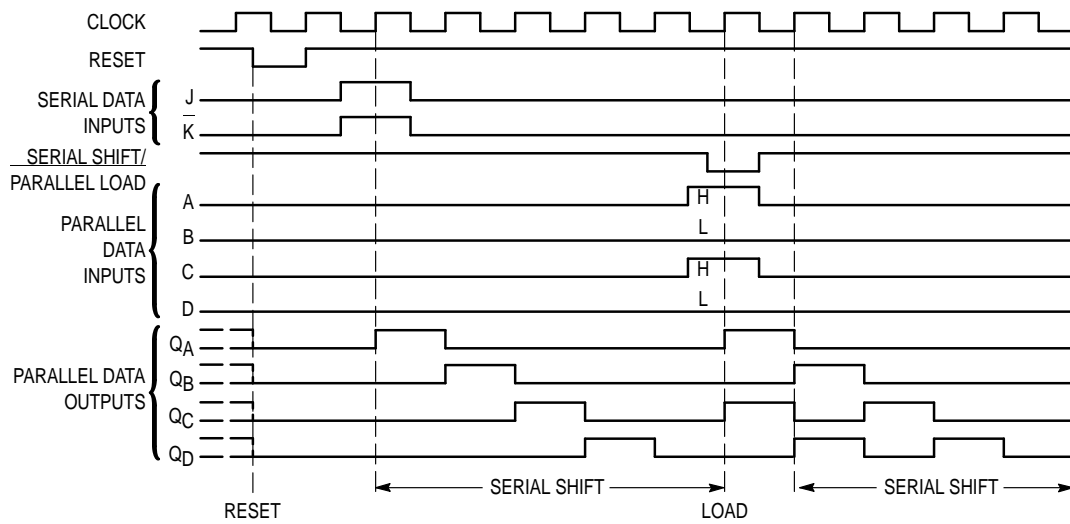 CLOCK
RESET
SERIAL DATA
INPUTS
J
K
SERIAL SHIFT/
PARALLEL LOAD
PARALLEL
DATA
INPUTS
A
H
B
L
C
H
D
L
PARALLEL DATA
OUTPUTS
QA
QB
QC
QD
SERIAL SHIFT
SERIAL SHIFT
RESET
LOAD